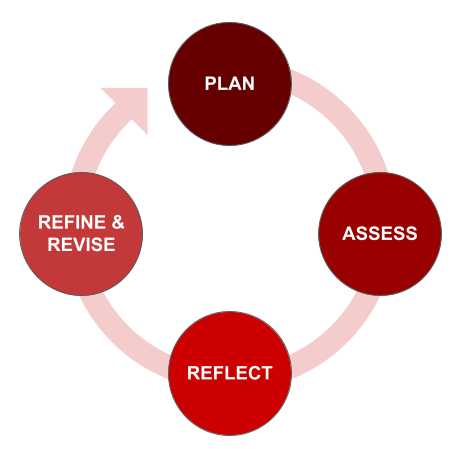 PLAN
ASSESS
REFLECT
REFINE &
REVISE